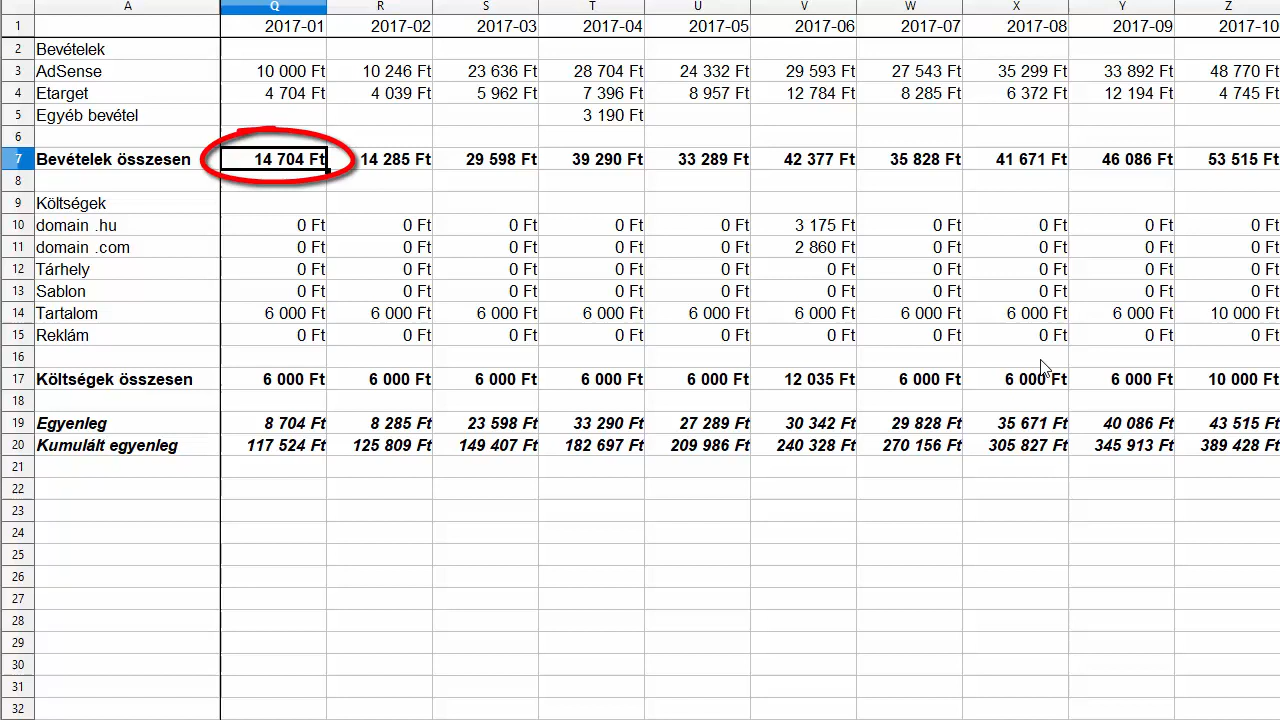 A Q R S T U V W X Y Z
1 2017-01 2017-02 2017-03 2017-04 2017-05 2017-06 2017-07 2017-08 2017-09 2017-10
2 Bevételek
3 AdSense 10 000 Ft 10 246 Ft 23 636 Ft 28 704 Ft 24 332 Ft 29 593 Ft 27 543 Ft 35 299 Ft 33 892 Ft 48 770 Ft
4 Etarget 4 704 Ft 4 039 Ft 5 962 Ft 7 396 Ft 8 957 Ft 12 784 Ft 8 285 Ft 6 372 Ft 12 194 Ft 4 745 Ft
5 Egyéb bevétel 3 190 Ft
6
7 Bevételek összesen 14 704 Ft 14 285 Ft 29 598 Ft 39 290 Ft 33 289 Ft 42 377 Ft 35 828 Ft 41 671 Ft 46 086 Ft 53 515 Ft
8
9 Költségek
10 domain .hu 0 Ft 0 Ft 0 Ft 0 Ft 0 Ft 3 175 Ft 0 Ft 0 Ft 0 Ft 0 Ft
11 domain .com 0 Ft 0 Ft 0 Ft 0 Ft 0 Ft 2 860 Ft 0 Ft 0 Ft 0 Ft 0 Ft
12 Tárhely 0 Ft 0 Ft 0 Ft 0 Ft 0 Ft 0 Ft 0 Ft 0 Ft 0 Ft 0 Ft
13 Sablon 0 Ft 0 Ft 0 Ft 0 Ft 0 Ft 0 Ft 0 Ft 0 Ft 0 Ft 0 Ft
14 Tartalom 6 000 Ft 6 000 Ft 6 000 Ft 6 000 Ft 6 000 Ft 6 000 Ft 6 000 Ft 6 000 Ft 6 000 Ft 10 000 Ft
15 Reklám 0 Ft 0 Ft 0 Ft 0 Ft 0 Ft 0 Ft 0 Ft 0 Ft 0 Ft 0 Ft
16
17 Költségek összesen 6 000 Ft 6 000 Ft 6 000 Ft 6 000 Ft 6 000 Ft 12 035 Ft 6 000 Ft 6 000 Ft 6 000 Ft 10 000 Ft
18
19 Egyenleg 8 704 Ft 8 285 Ft 23 598 Ft 33 290 Ft 27 289 Ft 30 342 Ft 29 828 Ft 35 671 Ft 40 086 Ft 43 515 Ft
20 Kumulált egyenleg 117 524 Ft 125 809 Ft 149 407 Ft 182 697 Ft 209 986 Ft 240 328 Ft 270 156 Ft 305 827 Ft 345 913 Ft 389 428 Ft
21
22
23
24
25
26
27
28
29
30
31
32